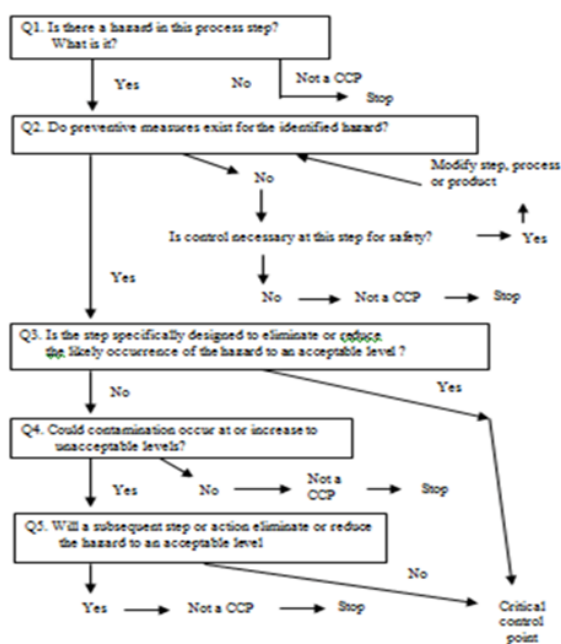 Q1. Is there a hazard in this process step?
What is it?
Yes
No
Not a CCP
Stop
Q2. Do preventive measures exist for the identified hazard?
No
Modify step, process
or product
Is control necessary at this step for safety?
Yes
Yes
No
Not a CCP
Stop
Q3. Is the step specifically designed to eliminate or reduce
the likely occurrence of the hazard to an acceptable level ?
No
Yes
Q4. Could contamination occur at or increase to
unacceptable levels?
Yes
No
Not a
CCP
Stop
Q5. Will a subsequent step or action eliminate or reduce
the hazard to an acceptable level
No
Yes
Not a CCP
Stop
Critical
control
point